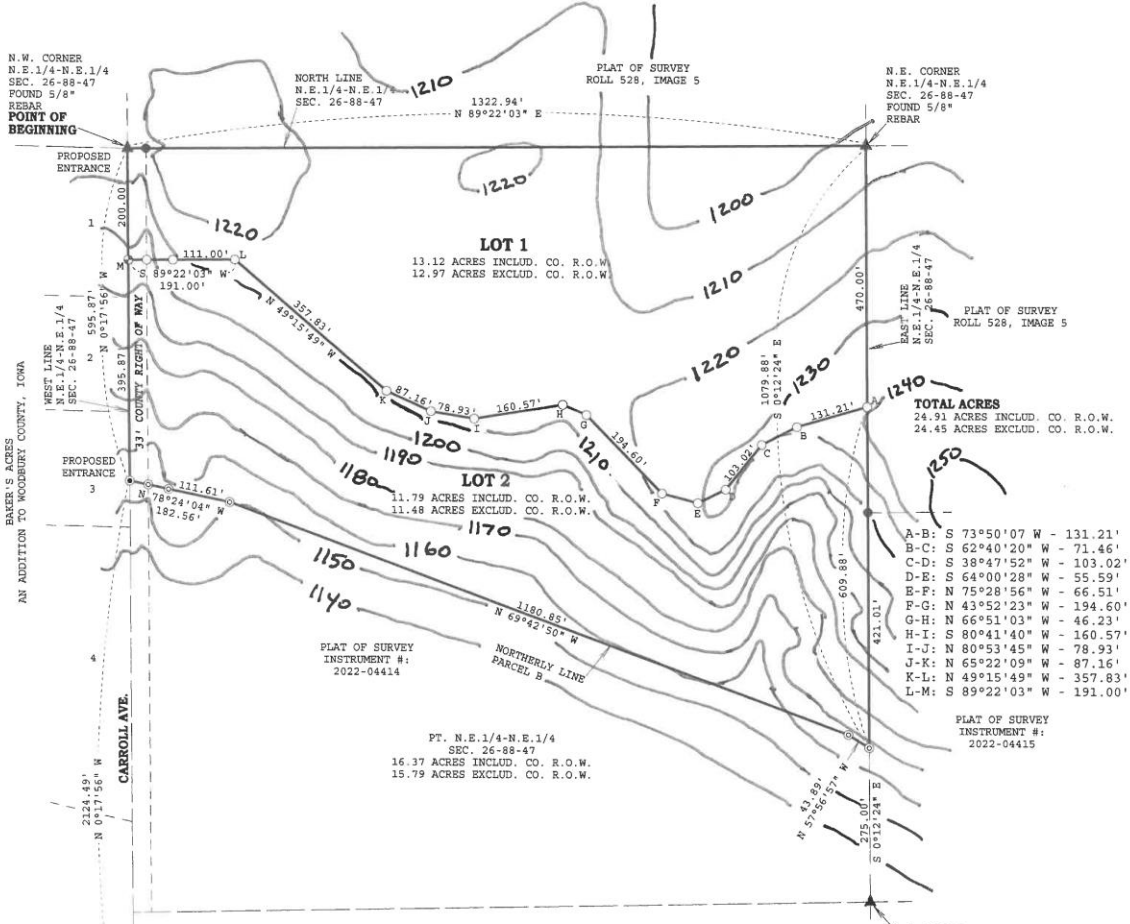 N.W. CORNER
N.E.1/4-N.E.1/4
SEC. 26-88-47
FOUND 5/8"
REBAR
POINT OF
BEGINNING
NORTH LINE
N.E.1/4-N.E.1/4
SEC. 26-88-47
1210
1322.94'
N 89°22'03" E
PLAT OF SURVEY
ROLL 528, IMAGE 5
N.E. CORNER
N.E.1/4-N.E.1/4
SEC. 26-88-47
FOUND 5/8"
REBAR
PROPOSED
ENTRANCE
200.00
1
1220
1220
1200
LOT 1
13.12 ACRES INCLUD. CO. R.O.W.
12.97 ACRES EXCLUD. CO. R.O.W.
M
111.00'
L
S 89°22'03" W
191.00'
N 0°17'56" W
595.87'
WEST LINE
N.E.1/4-N.E.1/4
SEC. 26-88-47
2
395.87
33' COUNTY RIGHT OF WAY
357.83'
N 49°15'49" W
1210
470.00'
EAST LINE
N.E.1/4-N.E.1/4
SEC. 26-88-47
PLAT OF SURVEY
ROLL 528, IMAGE 5
1220
1079.88'
S 0°12'24" E
1230
1240
A
TOTAL ACRES
24.91 ACRES INCLUD. CO. R.O.W.
24.45 ACRES EXCLUD. CO. R.O.W.
K
87.16
J
78.93'
I
160.57'
H
G
194.60'
131.21'
B
C
103.02'
D
E
F
1200
1190
1180
1210
1250
BAKER'S ACRES
AN ADDITION TO WOODBURY COUNTY, IOWA
PROPOSED
ENTRANCE
3
111.61'
N 78°24'04" W
182.56'
LOT 2
11.79 ACRES INCLUD. CO. R.O.W.
11.48 ACRES EXCLUD. CO. R.O.W.
1170
1160
1150
1140
A-B: S 73°50'07 W - 131.21'
B-C: S 62°40'20" W - 71.46'
C-D: S 38°47'52" W - 103.02'
D-E: S 64°00'28" W - 55.59'
E-F: N 75°28'56" W - 66.51'
F-G: N 43°52'23" W - 194.60'
G-H: N 66°51'03" W - 46.23'
H-I: S 80°41'40" W - 160.57'
I-J: N 80°53'45" W - 78.93'
J-K: N 65°22'09" W - 87.16'
K-L: N 49°15'49" W - 357.83'
L-M: S 89°22'03" W - 191.00'
609.88'
421.01'
1180.85'
N 69°42'50" W
NORTHERLY LINE
PARCEL B
PLAT OF SURVEY
INSTRUMENT #:
2022-04414
4
CARROLL AVE.
2124.49'
N 0°17'56" W
PT. N.E.1/4-N.E.1/4
SEC. 26-88-47
16.37 ACRES INCLUD. CO. R.O.W.
15.79 ACRES EXCLUD. CO. R.O.W.
PLAT OF SURVEY
INSTRUMENT #:
2022-04415
43.89'
N 57°56'57" W
275.00'
S 0°12'24" E